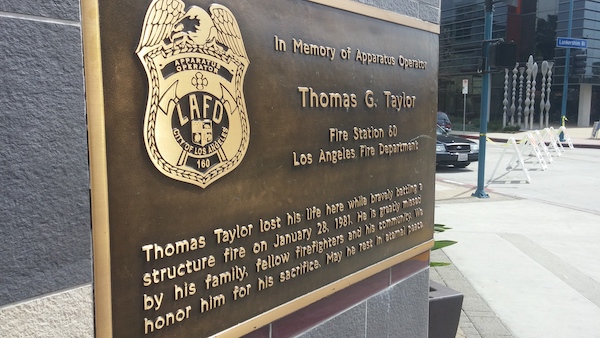 LAFD
APPARATUS
OPERATOR
LAFD
CITY OF LOS ANGELES
160
In Memory of Apparatus Operator
Thomas G. Taylor
Fire Station 60
Los Angeles Fire Department
Thomas Taylor lost his life here while bravely battling a
structure fire on January 28, 1981. He is greatly missed
by his family, fellow firefighters and his community. We
honor him for his sacrifice. May he rest in eternal peace.
Lankershim Bl